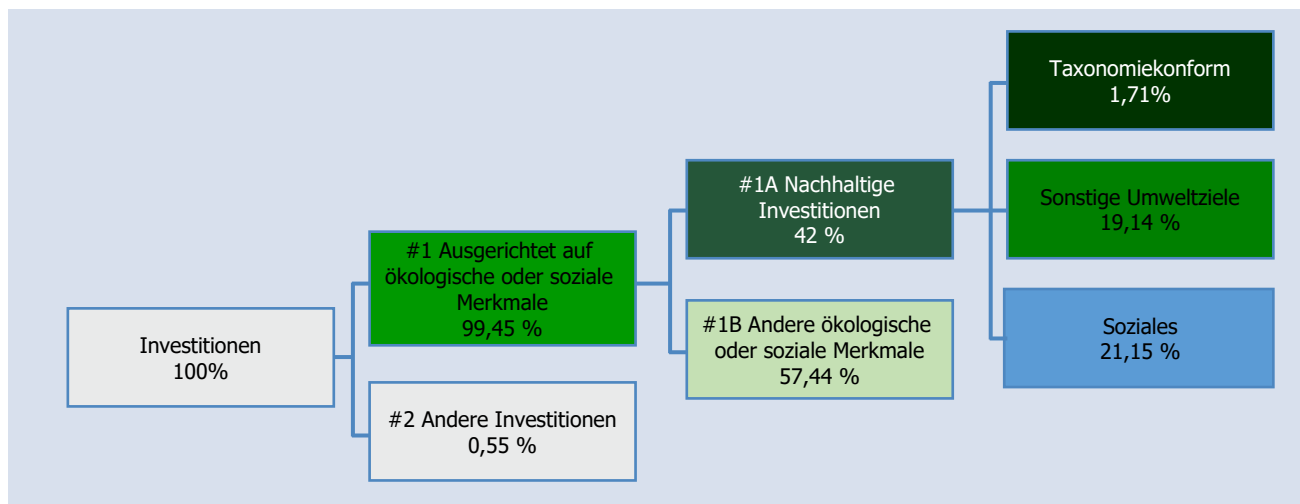 Investitionen
100%
#1 Ausgerichtet auf
ökologische oder soziale
Merkmale
99,45 %
#2 Andere Investitionen
0,55 %
#1A Nachhaltige
Investitionen
42 %
#1B Andere ökologische
oder soziale Merkmale
57,44 %
Taxonomiekonform
1,71%
Sonstige Umweltziele
19,14 %
Soziales
21,15 %